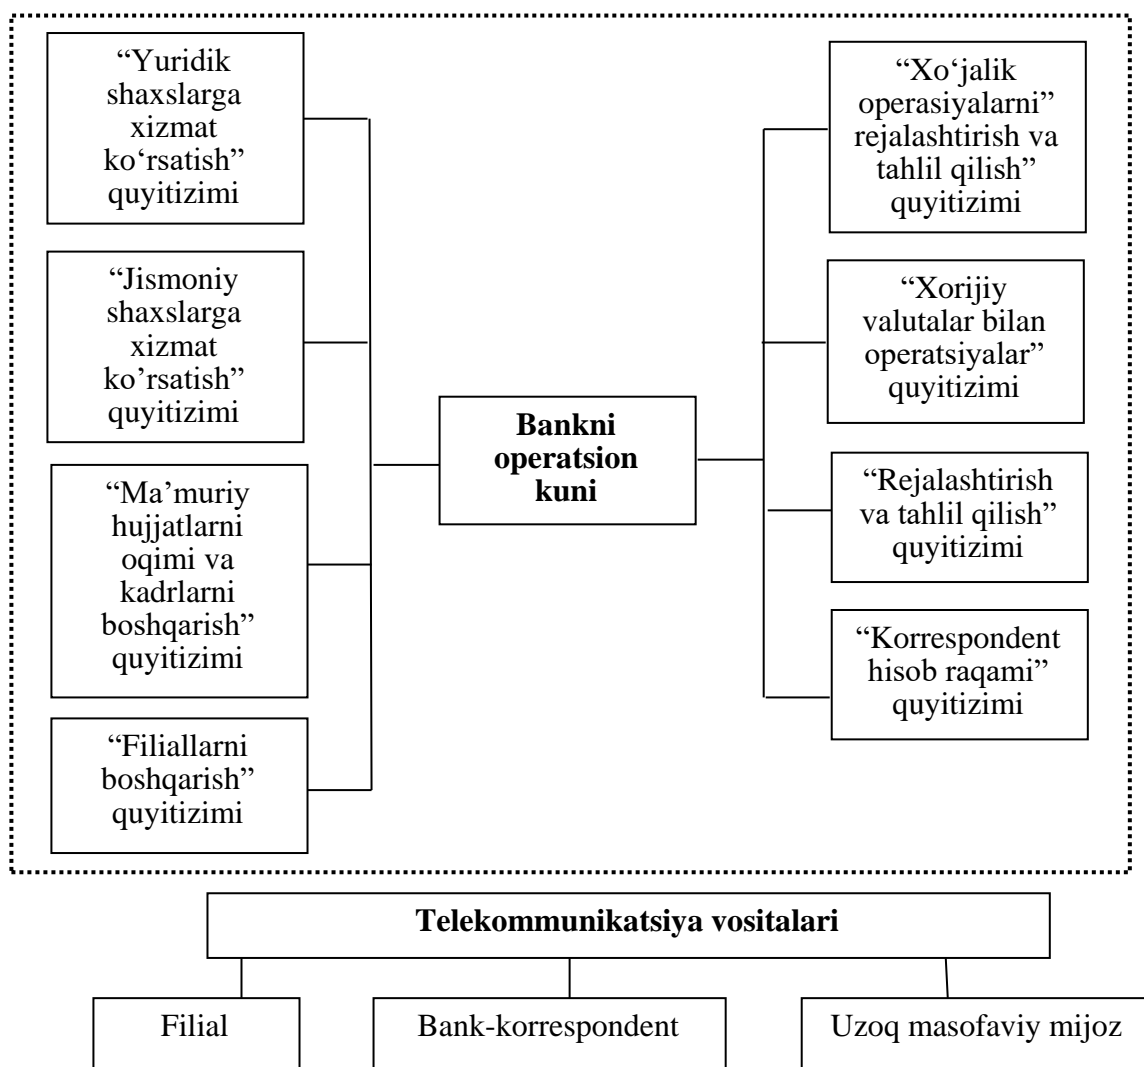 “Yuridik
shaxslarga
xizmat
ko‘rsatish”
quyitizimi
“Jismoniy
shaxslarga
xizmat
ko’rsatish”
quyitizimi
“Ma’muriy
hujjatlarni
oqimi va
kadrlarni
boshqarish”
quyitizimi
“Filiallarni
boshqarish”
quyitizimi
Bankni
operatsion
kuni
“Xo‘jalik
operasiyalarni”
rejalashtirish va
tahlil qilish”
quyitizimi
“Xorijiy
valutalar bilan
operatsiyalar”
quyitizimi
“Rejalashtirish
va tahlil qilish”
quyitizimi
“Korrespondent
hisob raqami”
quyitizimi
Telekommunikatsiya vositalari
Filial
Bank-korrespondent
Uzoq masofaviy mijoz